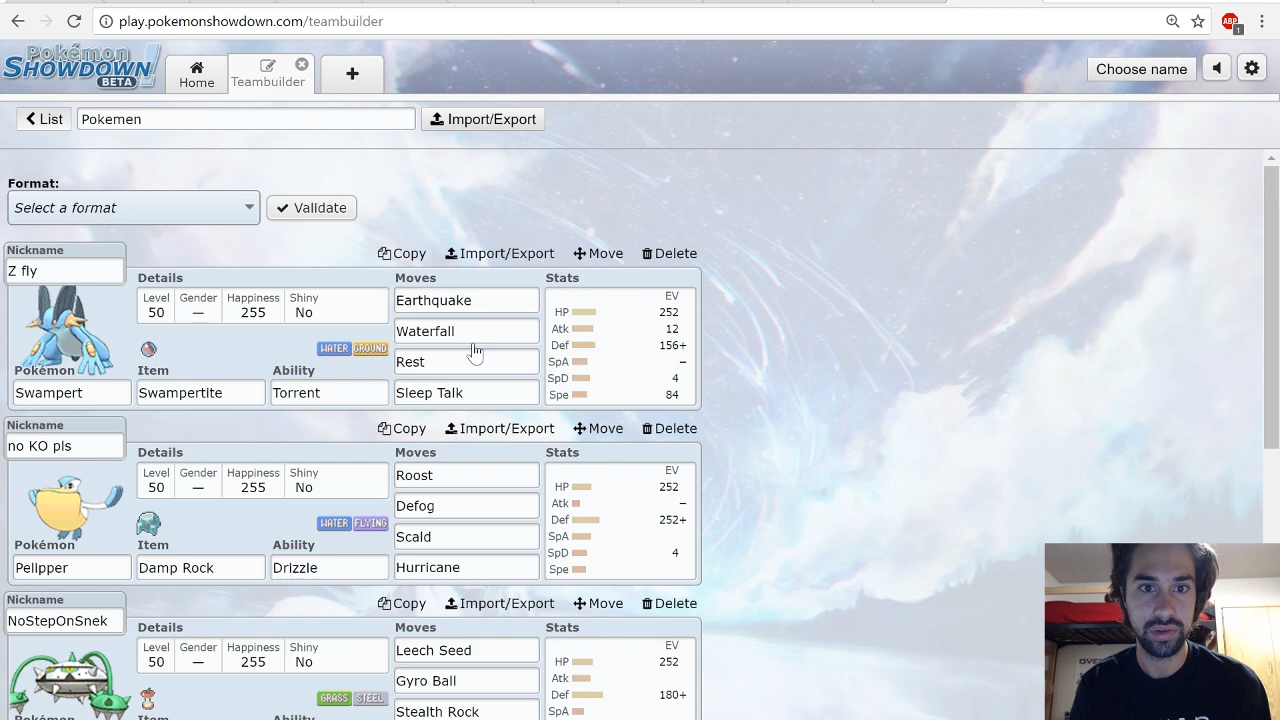 play.pokemonshowdown.com/teambuilder
ABP
1
Pokémon
SHOWDOWN!
BETA
Home
Teambuilder
Choose name
List
Pokemen
Import/Export
Format:
Select a format
Validate
Nickname
Z fly
Copy Import/Export Move Delete
Details Moves Stats
Level Gender Happiness Shiny
50 — 255 No
Earthquake
Waterfall
Rest
Sleep Talk
EV
HP 252
Atk 12
Def 156+
SpA –
SpD 4
Spe 84
WATER GROUND
Pokémon Item Ability
Swampert Swampertite Torrent
Nickname
no KO pls
Copy Import/Export Move Delete
Details Moves Stats
Level Gender Happiness Shiny
50 — 255 No
Roost
Defog
Scald
Hurricane
EV
HP 252
Atk –
Def 252+
SpA
SpD 4
Spe
WATER FLYING
Pokémon Item Ability
Pelipper Damp Rock Drizzle
Nickname
NoStepOnSnek
Copy Import/Export Move Delete
Details Moves Stats
Level Gender Happiness Shiny
50 — 255 No
Leech Seed
Gyro Ball
Stealth Rock
EV
HP 252
Atk
Def 180+
SpA
GRASS STEEL
Pokémon Item Ability